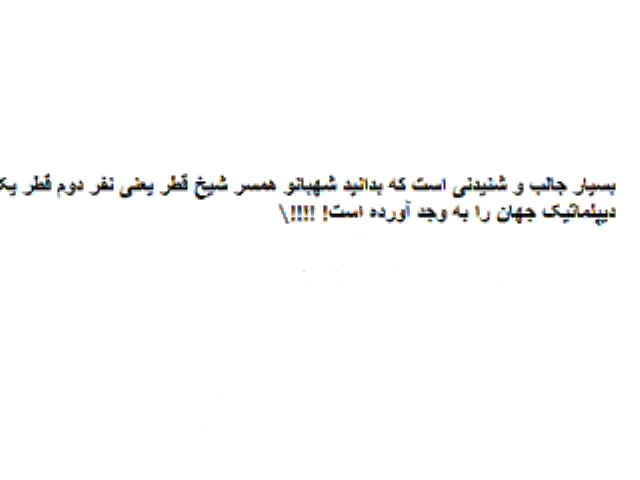 بسیار جالب و شنیدنی است که بدانید شهبانو همسر شیخ قطر یعنی نفر دوم قطر یک
دیپلماتیک جهان را به وجد آورده است! !!!!\